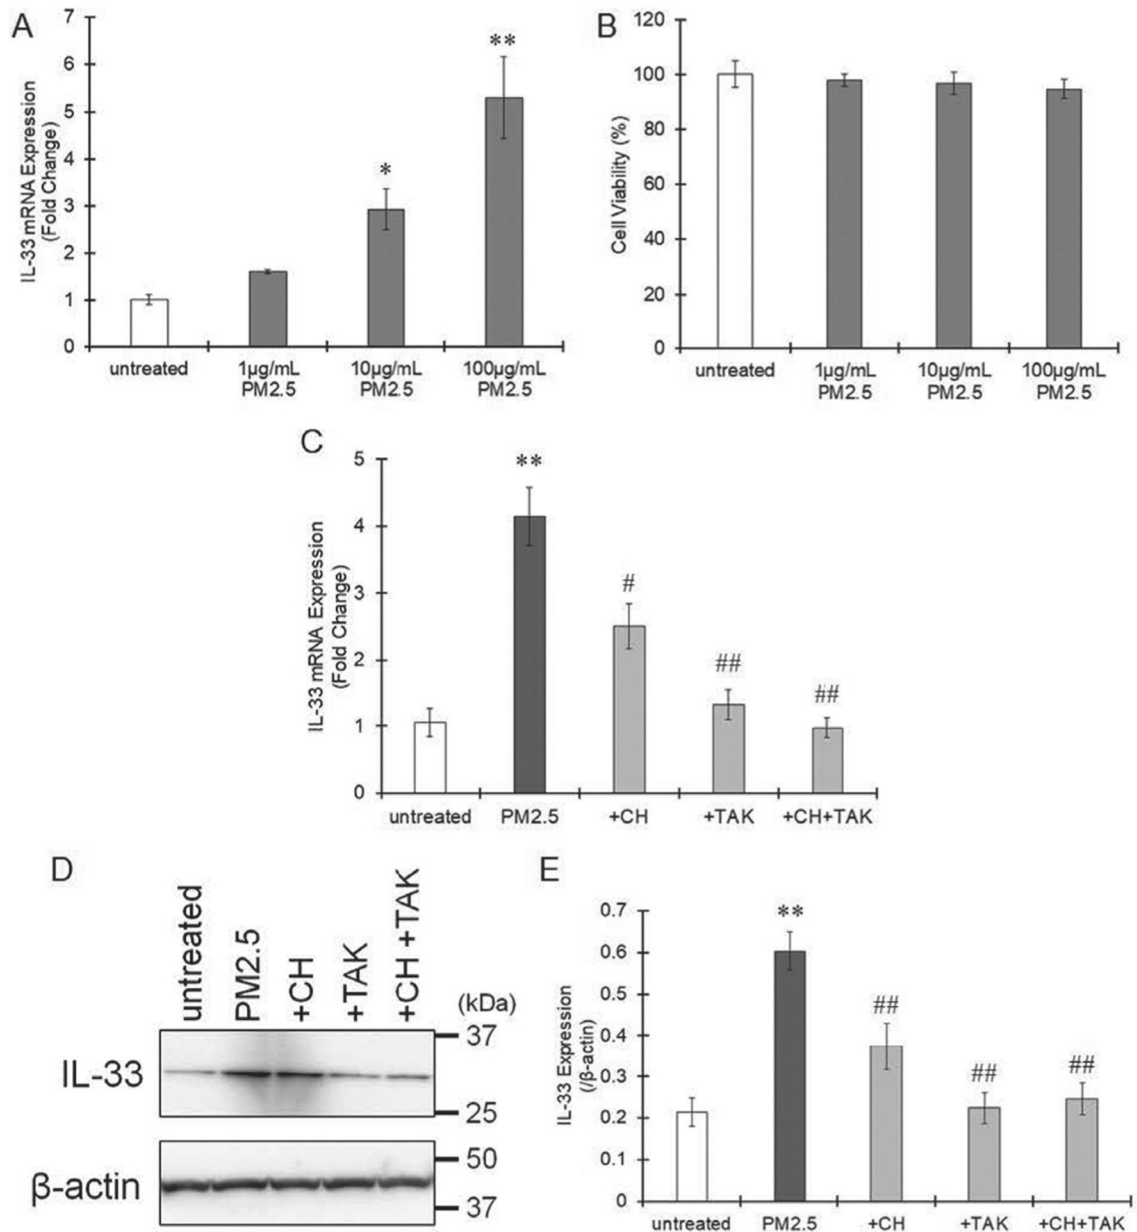 A
7
6
5
4
3
2
1
0
IL-33 mRNA Expression
(Fold Change)
*
**
untreated
1μg/mL
PM2.5
10μg/mL
PM2.5
100μg/mL
PM2.5
B
120
100
80
60
40
20
0
Cell Viability (%)
untreated
1μg/mL
PM2.5
10μg/mL
PM2.5
100μg/mL
PM2.5
C
5
4
3
2
1
0
IL-33 mRNA Expression
(Fold Change)
**
#
##
##
untreated
PM2.5
+CH
+TAK
+CH+TAK
D
untreated
PM2.5
+CH
+TAK
+CH +TAK
(kDa)
IL-33
37
25
β-actin
50
37
E
0.7
0.6
0.5
0.4
0.3
0.2
0.1
0
IL-33 Expression
(/β-actin)
**
##
##
##
untreated
PM2.5
+CH
+TAK
+CH+TAK